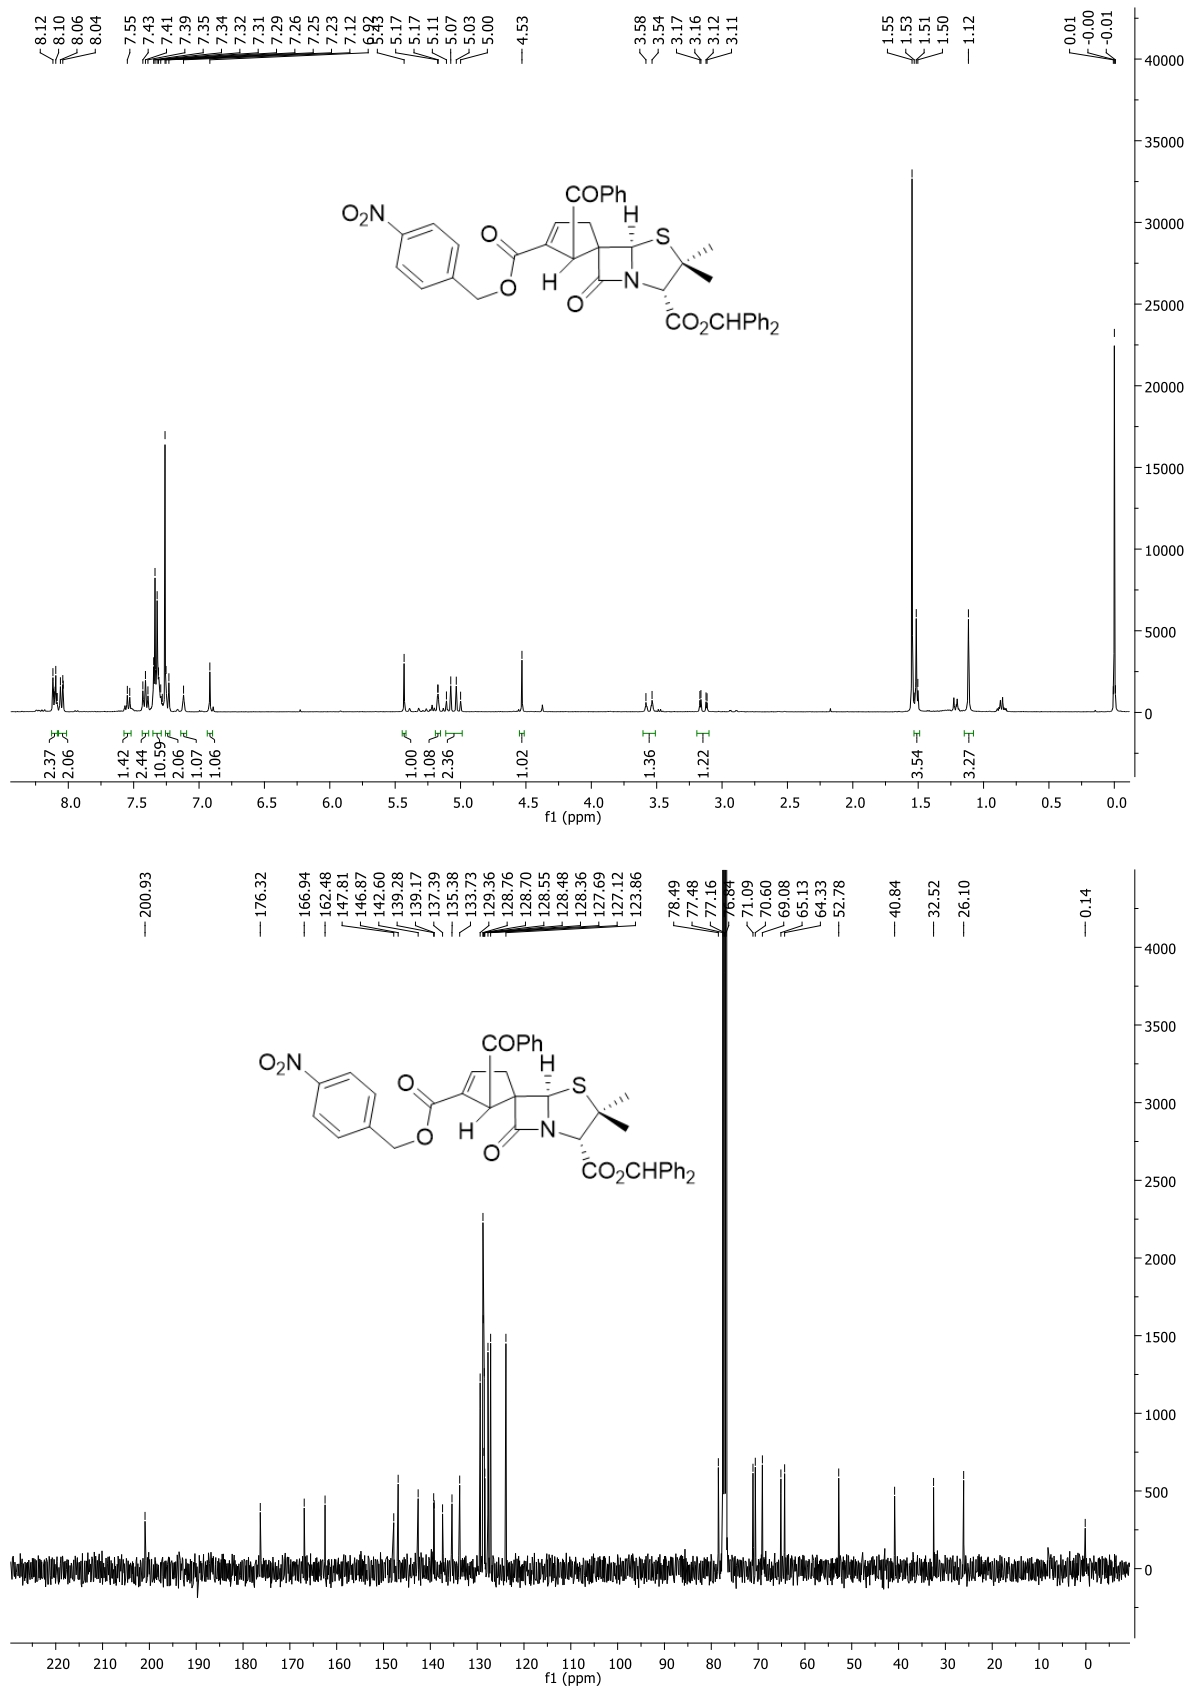 8.12 8.10 8.06 8.04 7.55 7.43 7.41 7.39 7.35 7.34 7.32 7.31 7.29 7.26 7.25 7.23 7.12 6.92 5.43 5.17 5.17 5.11 5.07 5.03 5.00 4.53 3.58 3.54 3.17 3.16 3.12 3.11 1.55 1.53 1.51 1.50 1.12 0.01 -0.00 -0.01
40000
35000
30000
25000
20000
15000
10000
5000
0
COPh
O2N
H
O
S
O
H
N
O
CO2CHPh2
2.37 2.06 1.42 2.44 10.59 2.06 1.07 1.06 1.00 1.08 2.36 1.02 1.36 1.22 3.54 3.27
8.0 7.5 7.0 6.5 6.0 5.5 5.0 4.5 4.0 3.5 3.0 2.5 2.0 1.5 1.0 0.5 0.0
f1 (ppm)
200.93 176.32 166.94 162.48 147.81 146.87 142.60 139.28 139.17 137.39 135.38 133.73 129.36 128.76 128.70 128.55 128.48 128.36 127.69 127.12 123.86 78.49 77.48 77.16 76.84 71.09 70.60 69.08 65.13 64.33 52.78 40.84 32.52 26.10 0.14
4000
3500
3000
2500
2000
1500
1000
500
0
COPh
O2N
H
O
S
O
H
N
O
CO2CHPh2
220 210 200 190 180 170 160 150 140 130 120 110 100 90 80 70 60 50 40 30 20 10 0
f1 (ppm)